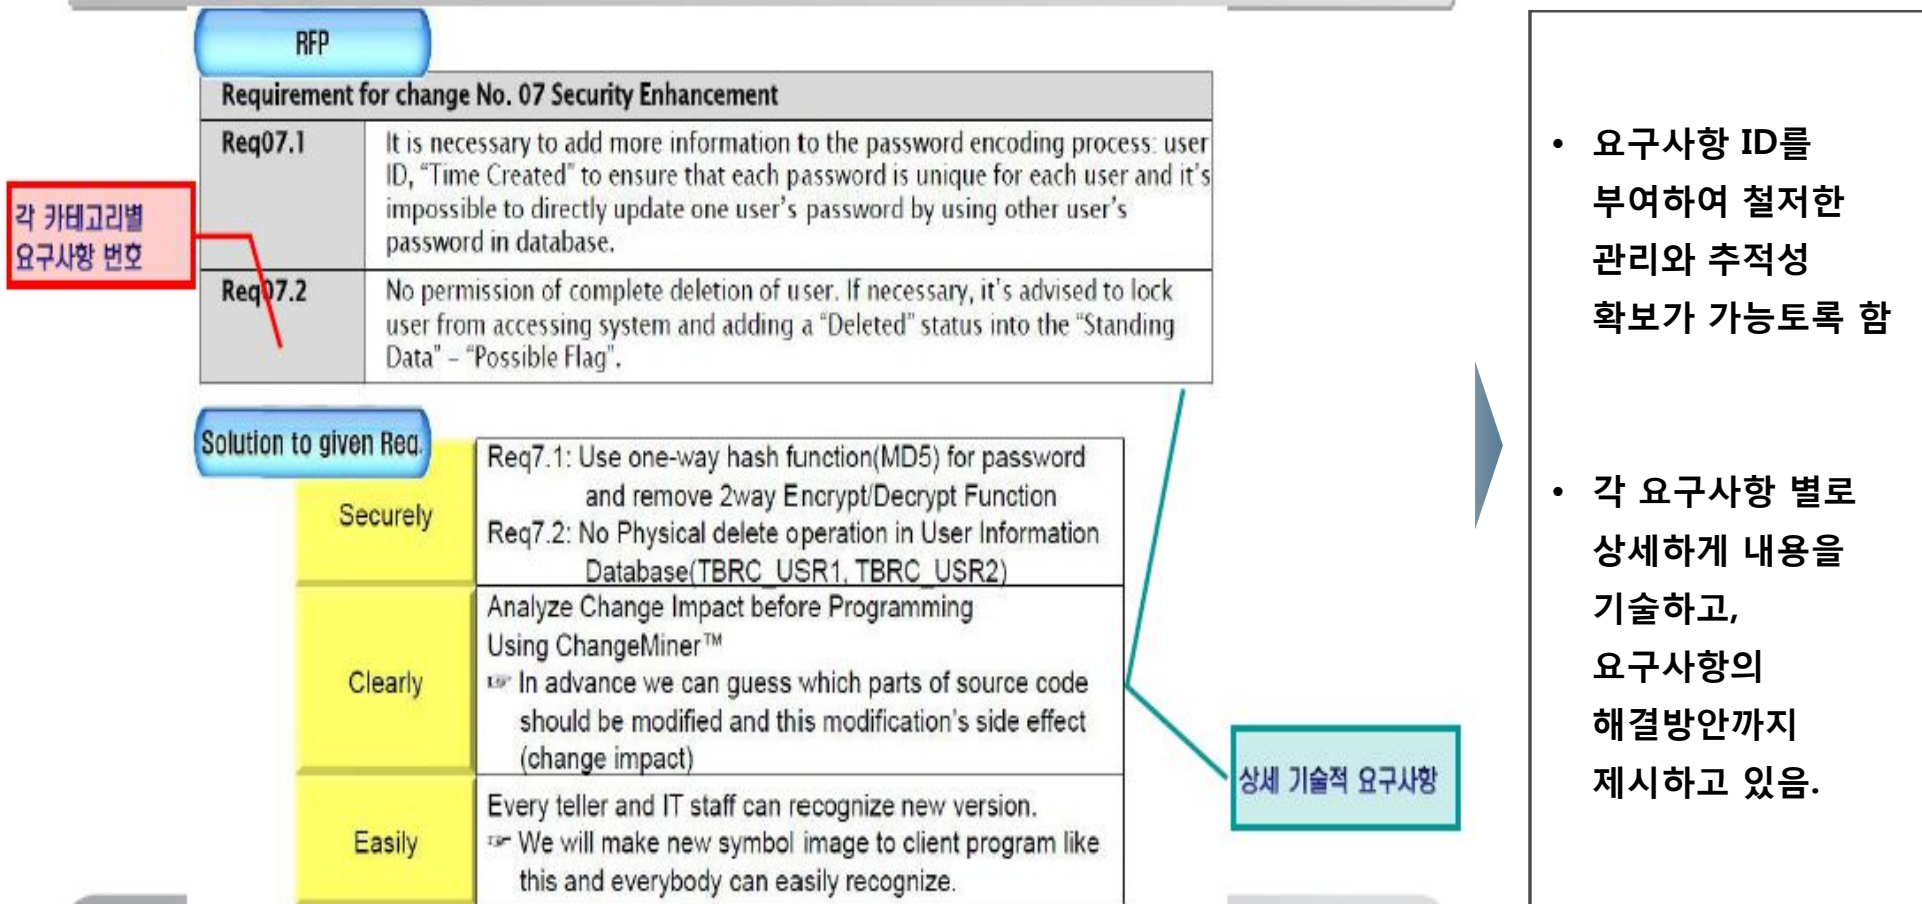 RFP
Requirement for change No. 07 Security Enhancement
Req07.1
It is necessary to add more information to the password encoding process: user
ID, “Time Created” to ensure that each password is unique for each user and it's
impossible to directly update one user's password by using other user's
password in database.
각 카테고리별
요구사항 번호
Req07.2
No permission of complete deletion of user. If necessary, it's advised to lock
user from accessing system and adding a “Deleted” status into the “Standing
Data” – “Possible Flag”.
Solution to given Req.
Securely
Req7.1: Use one-way hash function(MD5) for password
and remove 2way Encrypt/Decrypt Function
Req7.2: No Physical delete operation in User Information
Database(TBRC_USR1, TBRC_USR2)
Clearly
Analyze Change Impact before Programming
Using ChangeMiner™
☞ In advance we can guess which parts of source code
should be modified and this modification's side effect
(change impact)
Easily
Every teller and IT staff can recognize new version.
☞ We will make new symbol image to client program like
this and everybody can easily recognize.
상세 기술적 요구사항
• 요구사항 ID를
부여하여 철저한
관리와 추적성
확보가 가능토록 함
• 각 요구사항 별로
상세하게 내용을
기술하고,
요구사항의
해결방안까지
제시하고 있음.